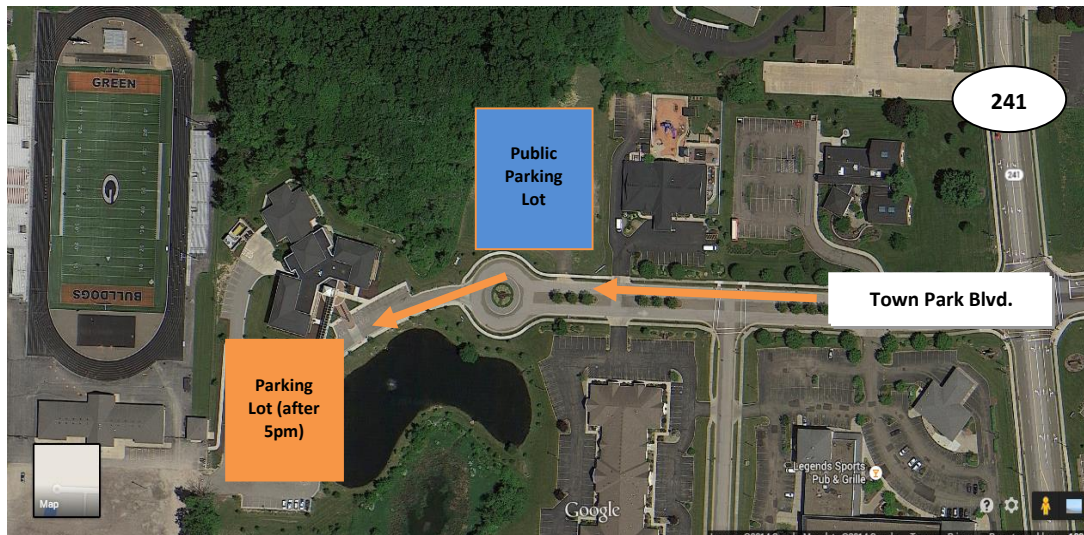 GREEN
G
BULLDOGS
Public
Parking
Lot
241
241
Town Park Blvd.
Parking
Lot (after
5pm)
Legends Sports
Pub & Grille
Map
Google